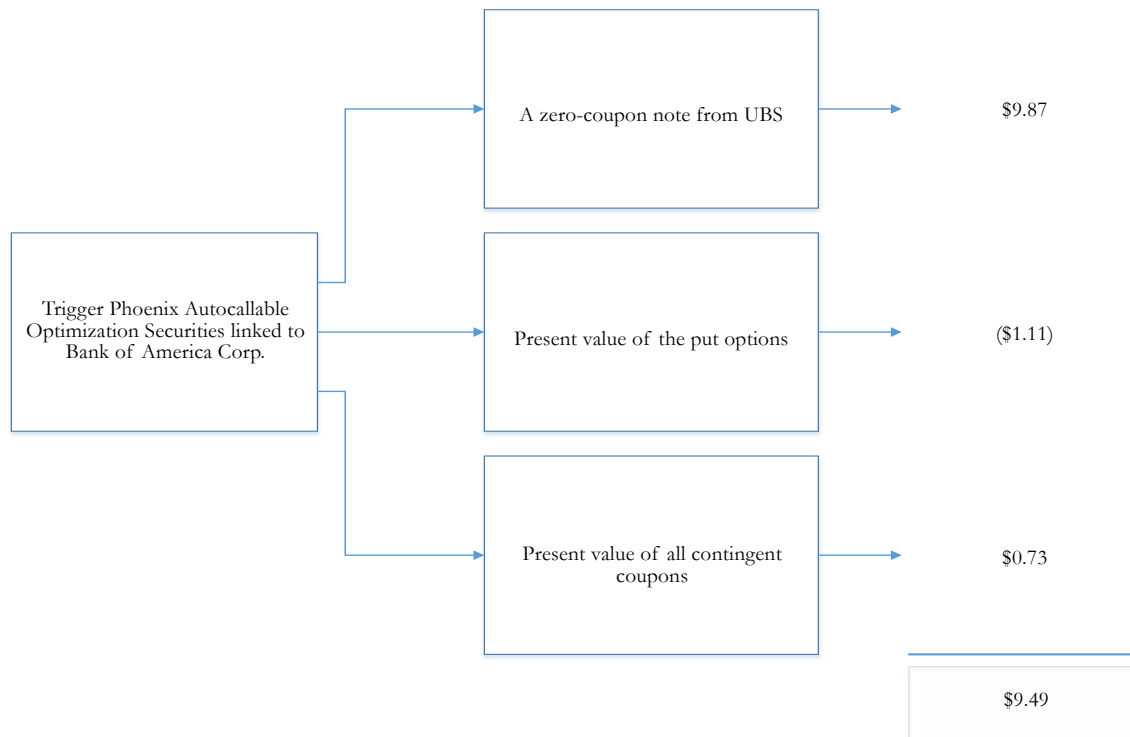 A zero-coupon note from UBS
$9.87
Trigger Phoenix Autocallable
Optimization Securities linked to
Bank of America Corp.
Present value of the put options
($1.11)
Present value of all contingent
coupons
$0.73
$9.49